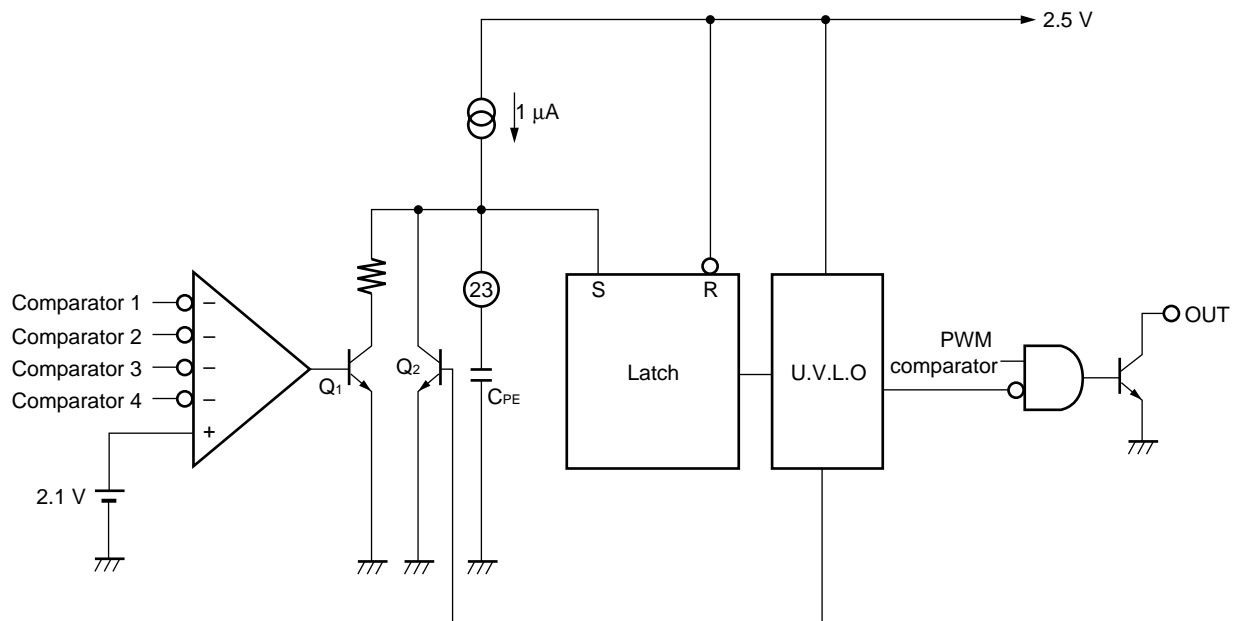 2.5 V
1 μA
23
S
R
Comparator 1
Comparator 2
Comparator 3
Comparator 4
−
−
−
−
+
Q1
Q2
CPE
Latch
U.V.L.O
PWM
comparator
OUT
2.1 V